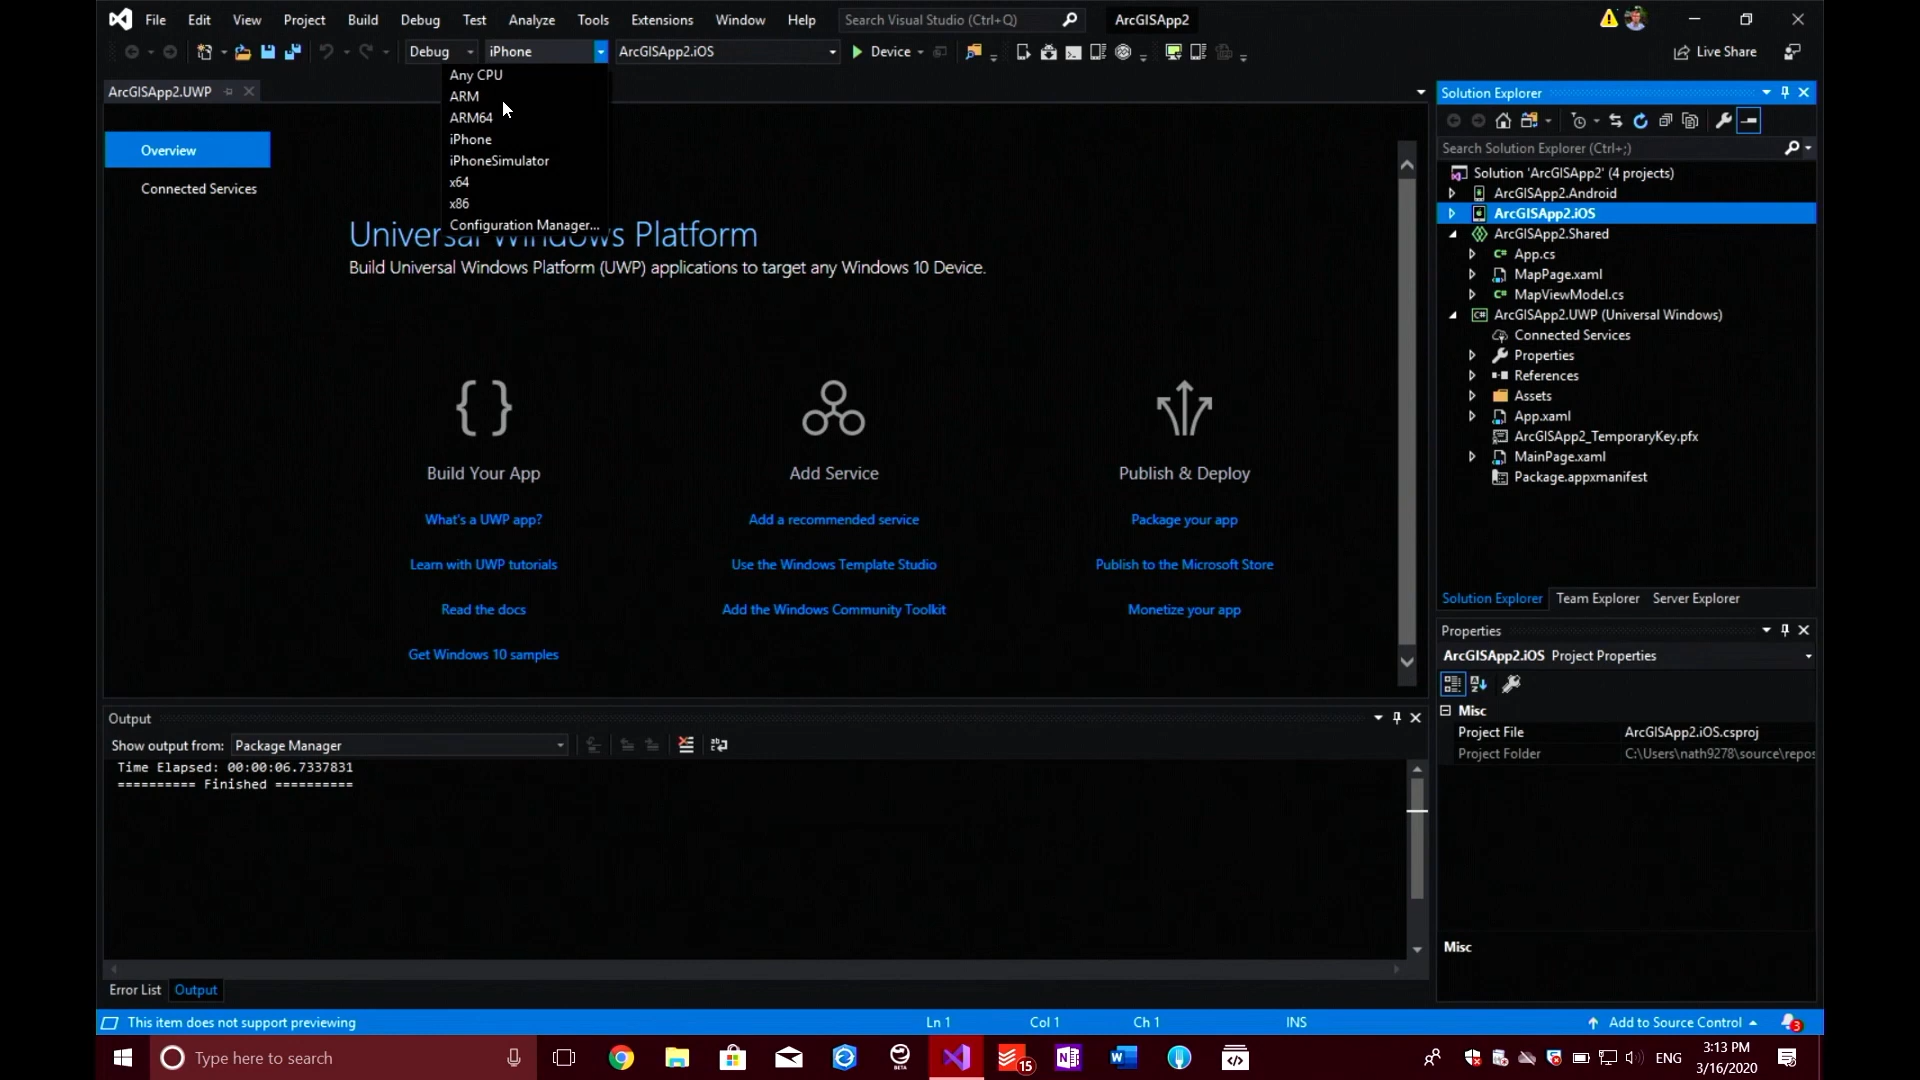 File Edit View Project Build Debug Test Analyze Tools Extensions Window Help Search Visual Studio (Ctrl+Q) ArcGISApp2
Debug iPhone ArcGISApp2.iOS Device Live Share
Any CPU
ARM
ARM64
iPhone
iPhoneSimulator
x64
x86
Configuration Manager...
ArcGISApp2.UWP
Overview
Connected Services
Universal Windows Platform
Build Universal Windows Platform (UWP) applications to target any Windows 10 Device.
Build Your App
What's a UWP app?
Learn with UWP tutorials
Read the docs
Get Windows 10 samples
Add Service
Add a recommended service
Use the Windows Template Studio
Add the Windows Community Toolkit
Publish & Deploy
Package your app
Publish to the Microsoft Store
Monetize your app
Solution Explorer
Search Solution Explorer (Ctrl+;)
Solution 'ArcGISApp2' (4 projects)
ArcGISApp2.Android
ArcGISApp2.iOS
ArcGISApp2.Shared
App.cs
MapPage.xaml
MapViewModel.cs
ArcGISApp2.UWP (Universal Windows)
Connected Services
Properties
References
Assets
App.xaml
ArcGISApp2_TemporaryKey.pfx
MainPage.xaml
Package.appxmanifest
Solution Explorer Team Explorer Server Explorer
Properties
ArcGISApp2.iOS Project Properties
Misc
Project File ArcGISApp2.iOS.csproj
Project Folder C:\Users\nath9278\source\repos
Misc
Output
Show output from: Package Manager
Time Elapsed: 00:00:06.7337831
========== Finished ==========
Error List Output
This item does not support previewing Ln 1 Col 1 Ch 1 INS Add to Source Control 3
Type here to search BETA 15 ENG 3:13 PM
3/16/2020